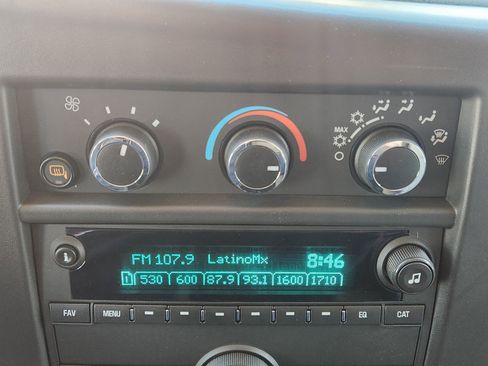 MAX
FM 107.9 LatinoMx 8:46
1 530 600 87.9 93.1 1600 1710
FAV MENU EQ CAT